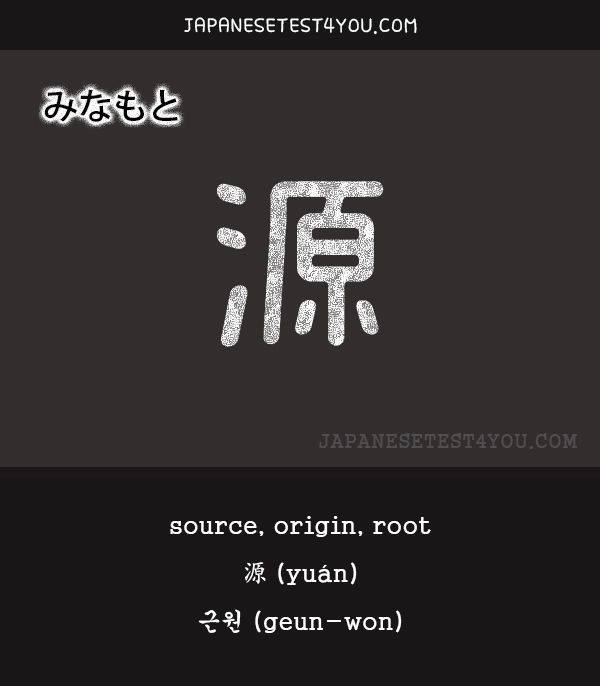 JAPANESETEST4YOU.COM
みなもと
源
JAPANESETEST4YOU.COM
source, origin, root
源 (yuán)
근원 (geun-won)